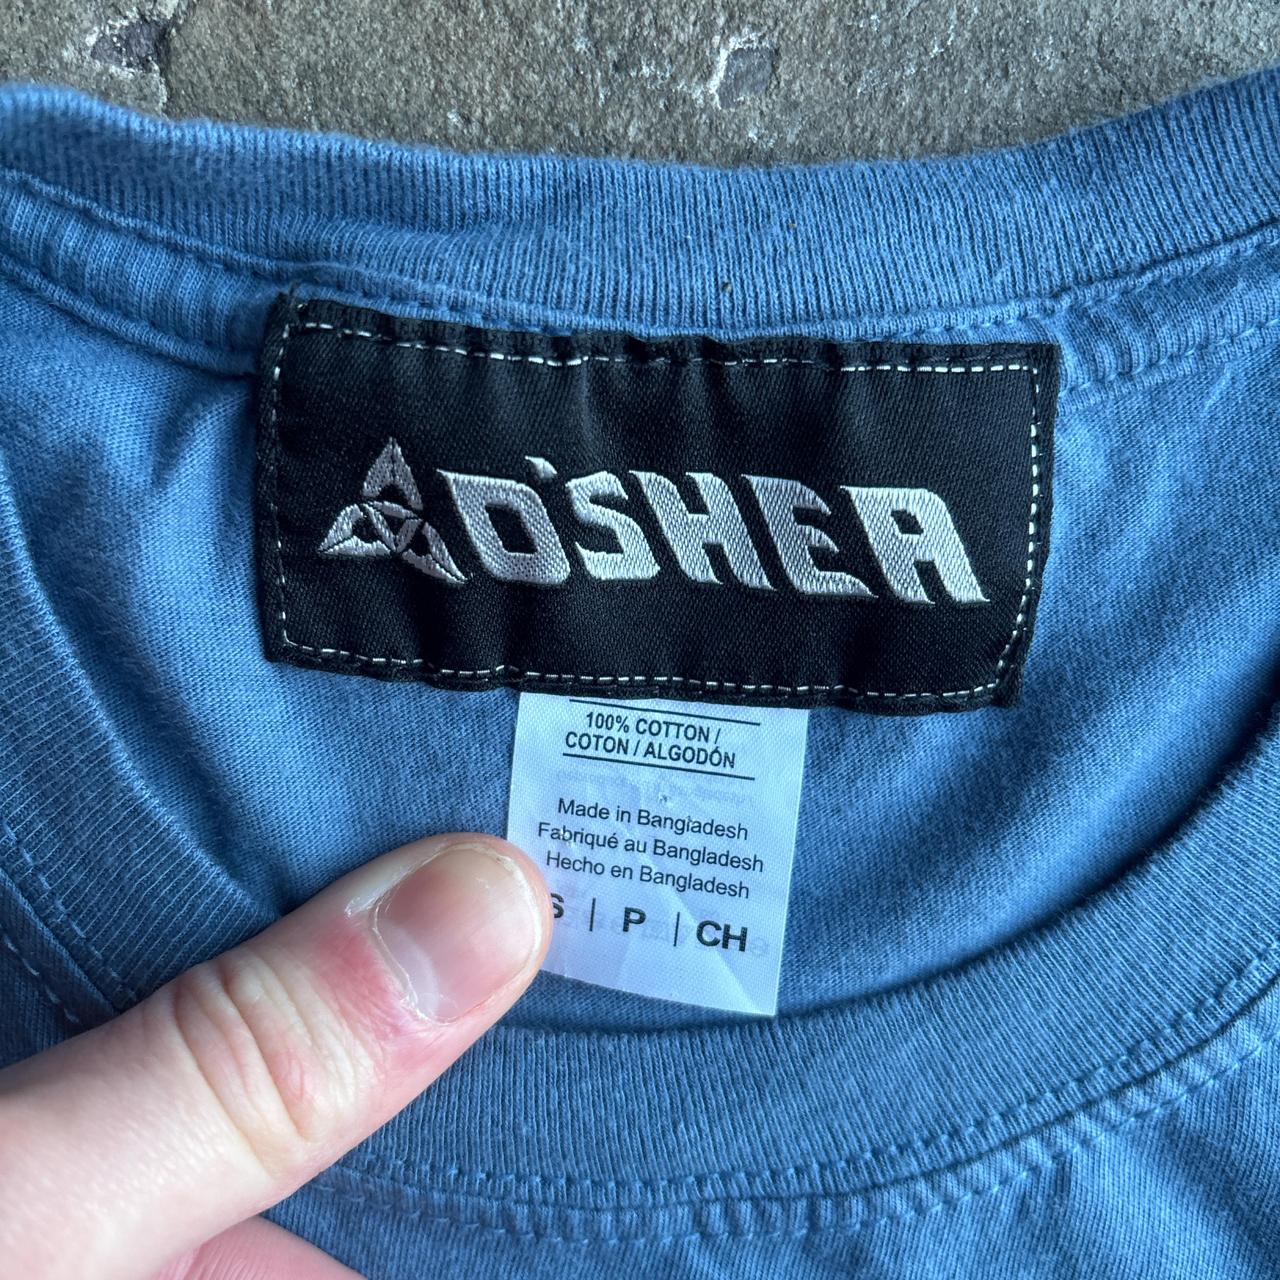 O'SHEA
100% COTTON /
COTON / ALGODÓN
Made in Bangladesh
Fabriqué au Bangladesh
Hecho en Bangladesh
S | P | CH